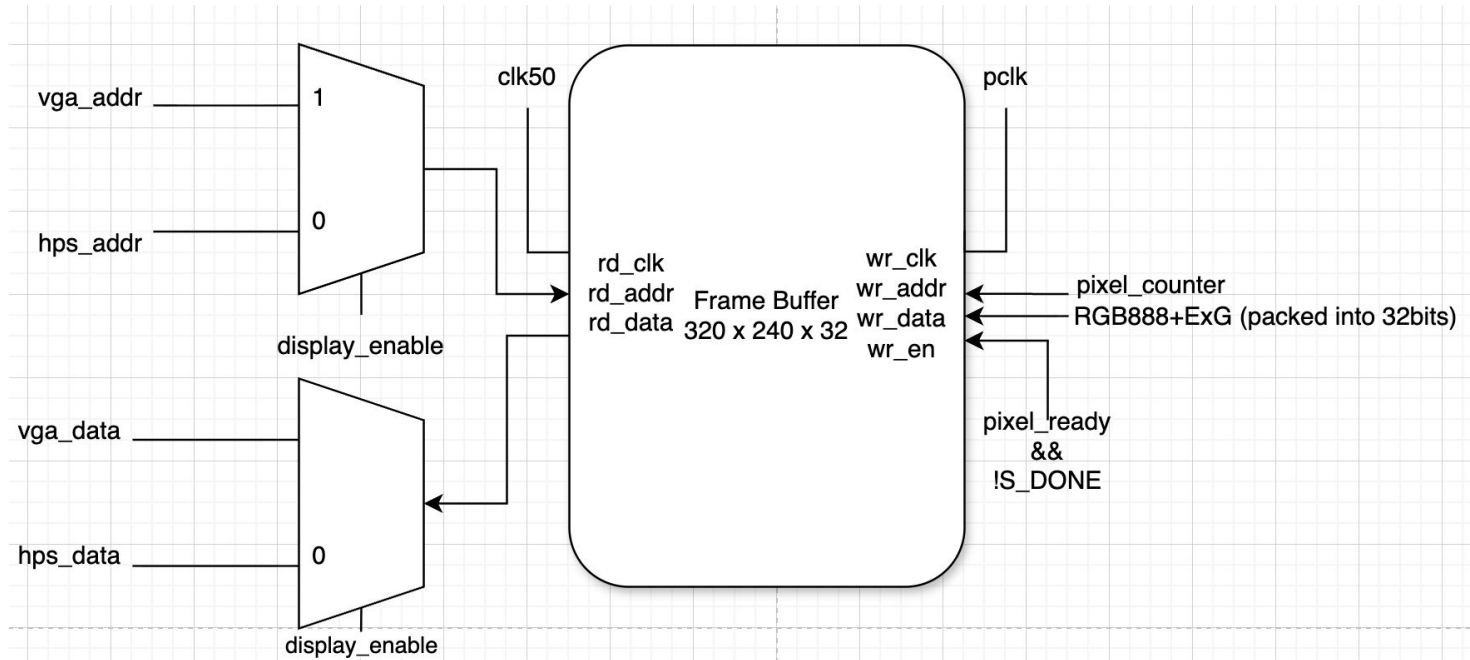 vga_addr
1
0
hps_addr
display_enable
vga_data
hps_data
0
display_enable
clk50
rd_clk
rd_addr
rd_data
Frame Buffer
320 x 240 x 32
wr_clk
wr_addr
wr_data
wr_en
pclk
pixel_counter
RGB888+ExG (packed into 32bits)
pixel_ready
&&
!S_DONE